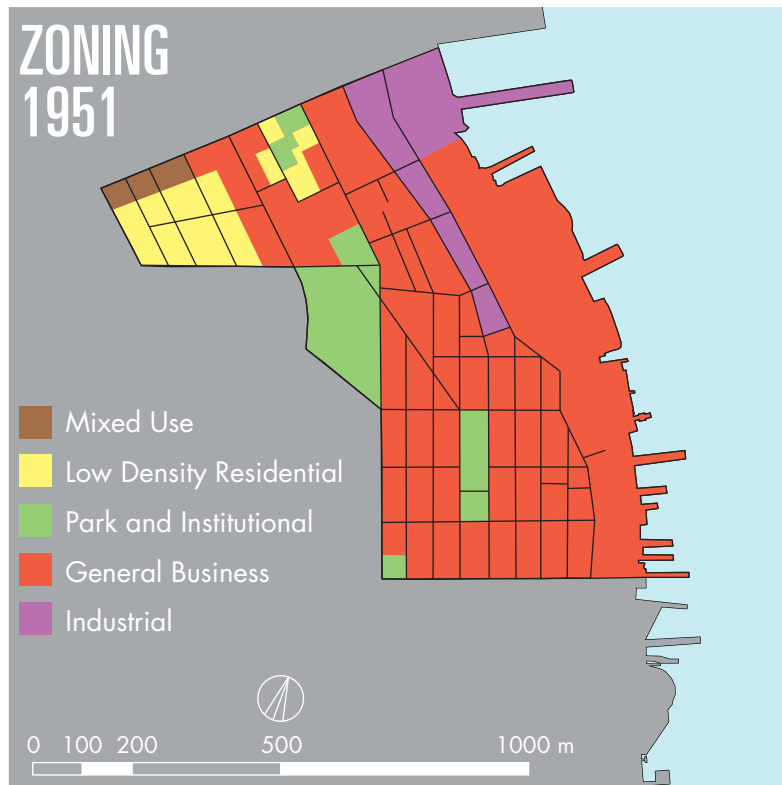 ZONING
1951
Mixed Use
Low Density Residential
Park and Institutional
General Business
Industrial
0 100 200 500 1000 m